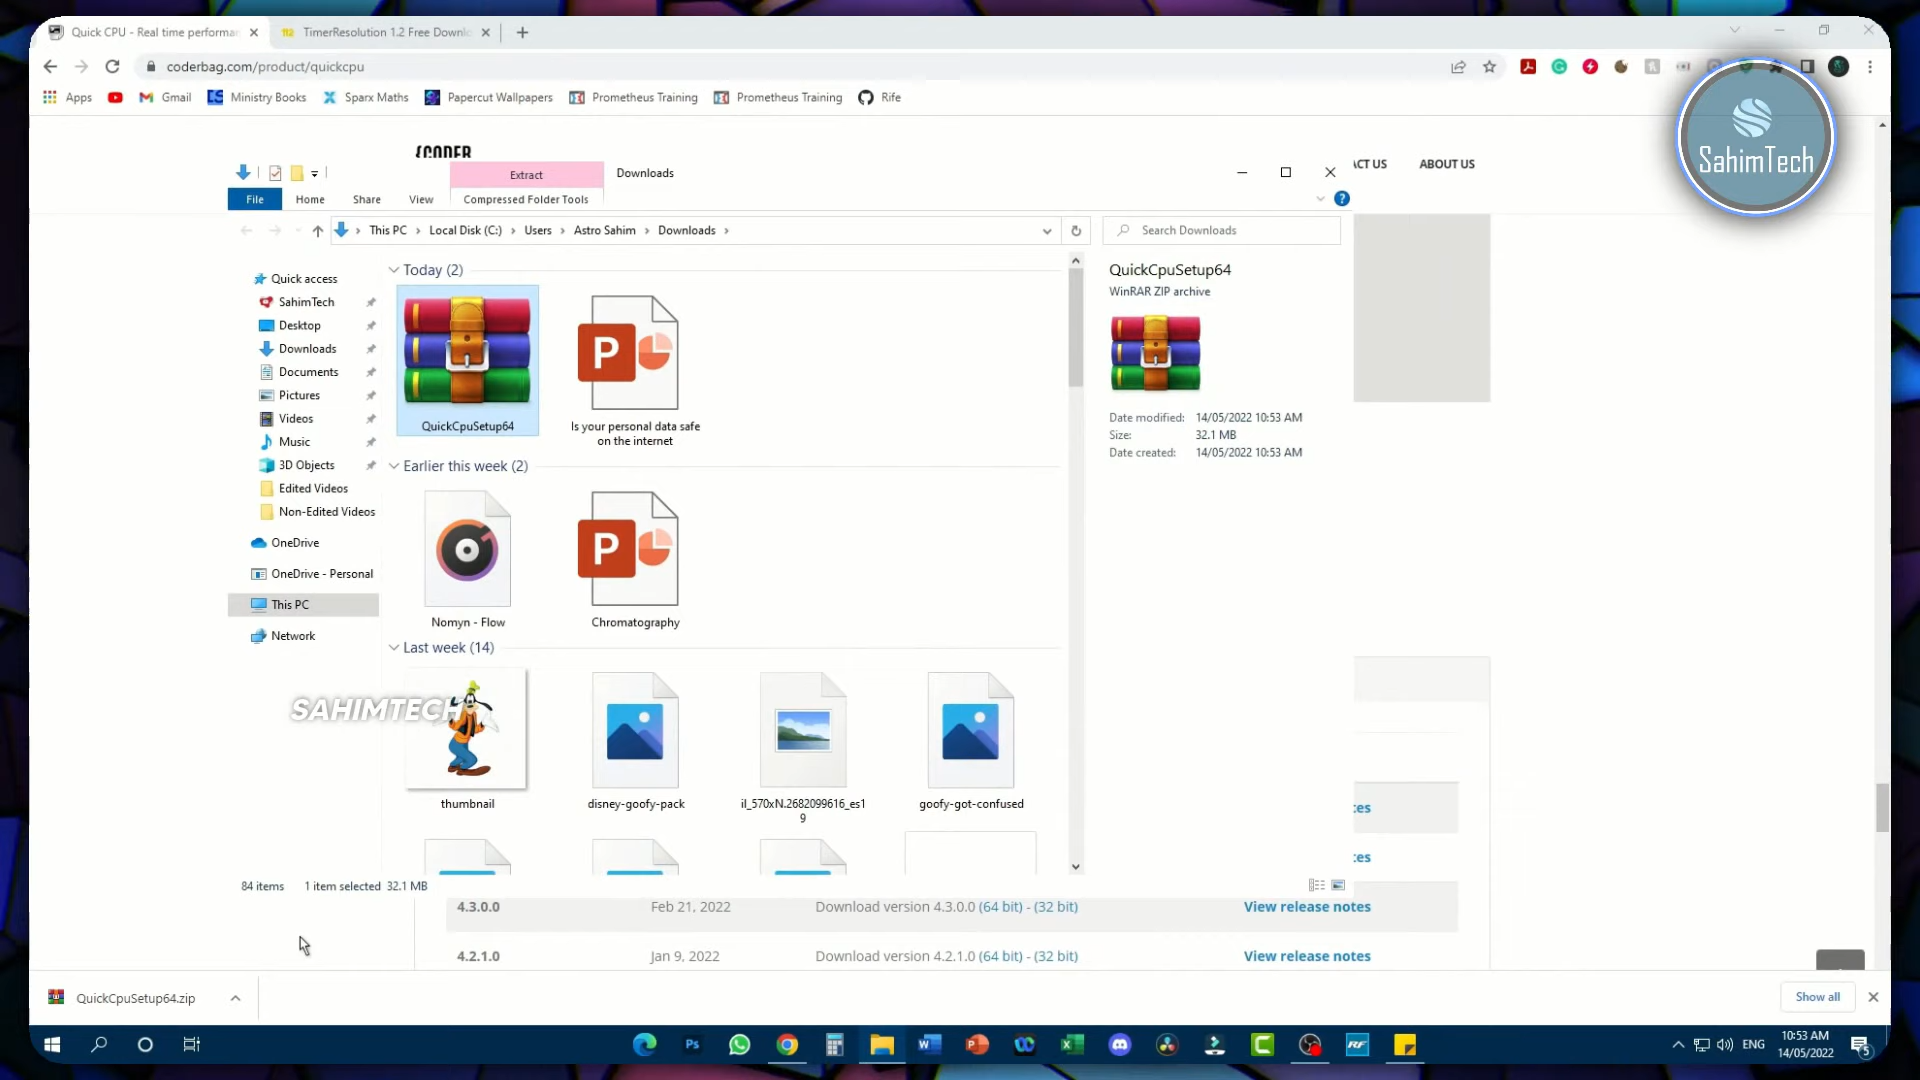 Quick CPU - Real time performan
TimerResolution 1.2 Free Downlo
coderbag.com/product/quickcpu
Apps
Gmail
Ministry Books
Sparx Maths
Papercut Wallpapers
Prometheus Training
Prometheus Training
Rife
SahimTech
{CODER
ACT US
ABOUT US
Extract
Downloads
File
Home
Share
View
Compressed Folder Tools
This PC
Local Disk (C:)
Users
Astro Sahim
Downloads
Search Downloads
Quick access
SahimTech
Desktop
Downloads
Documents
Pictures
Videos
Music
3D Objects
Edited Videos
Non-Edited Videos
OneDrive
OneDrive - Personal
This PC
Network
Today (2)
QuickCpuSetup64
Is your personal data safe
on the internet
Earlier this week (2)
Nomyn - Flow
Chromatography
Last week (14)
SAHIMTECH
thumbnail
disney-goofy-pack
il_570xN.2682099616_es1
9
goofy-got-confused
QuickCpuSetup64
WinRAR ZIP archive
Date modified: 14/05/2022 10:53 AM
Size: 32.1 MB
Date created: 14/05/2022 10:53 AM
tes
tes
84 items
1 item selected 32.1 MB
4.3.0.0 Feb 21, 2022 Download version 4.3.0.0 (64 bit) - (32 bit) View release notes
4.2.1.0 Jan 9, 2022 Download version 4.2.1.0 (64 bit) - (32 bit) View release notes
QuickCpuSetup64.zip
Show all
ENG
10:53 AM
14/05/2022
5